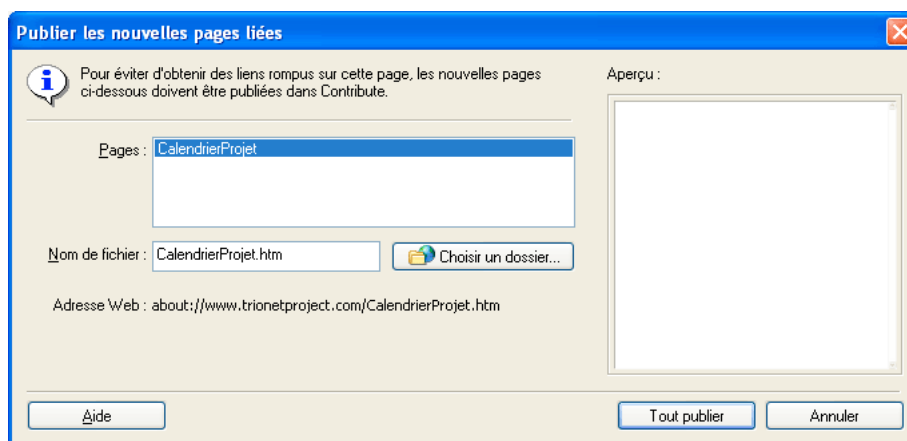 Publier les nouvelles pages liées
Pour éviter d'obtenir des liens rompus sur cette page, les nouvelles pages
ci-dessous doivent être publiées dans Contribute.
Aperçu :
Pages : CalendrierProjet
Nom de fichier : CalendrierProjet.htm Choisir un dossier...
Adresse Web : about://www.trionetproject.com/CalendrierProjet.htm
Aide Tout publier Annuler